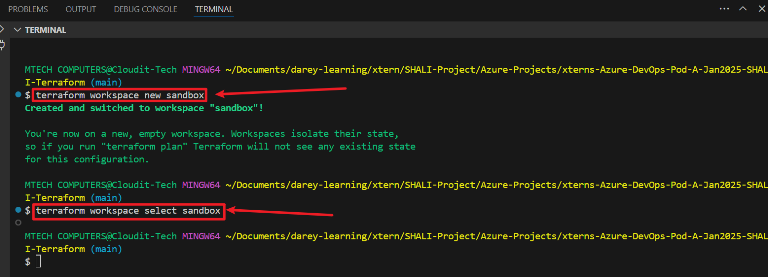 PROBLEMS OUTPUT DEBUG CONSOLE TERMINAL
TERMINAL
MTECH COMPUTERS@Cloudit-Tech MINGW64 ~/Documents/darey-learning/xtern/SHALI-Project/Azure-Projects/xterns-Azure-DevOps-Pod-A-Jan2025-SHAL
I-Terraform (main)
$ terraform workspace new sandbox
Created and switched to workspace "sandbox"!
You're now on a new, empty workspace. Workspaces isolate their state,
so if you run "terraform plan" Terraform will not see any existing state
for this configuration.
MTECH COMPUTERS@Cloudit-Tech MINGW64 ~/Documents/darey-learning/xtern/SHALI-Project/Azure-Projects/xterns-Azure-DevOps-Pod-A-Jan2025-SHAL
I-Terraform (main)
$ terraform workspace select sandbox
MTECH COMPUTERS@Cloudit-Tech MINGW64 ~/Documents/darey-learning/xtern/SHALI-Project/Azure-Projects/xterns-Azure-DevOps-Pod-A-Jan2025-SHAL
I-Terraform (main)
$